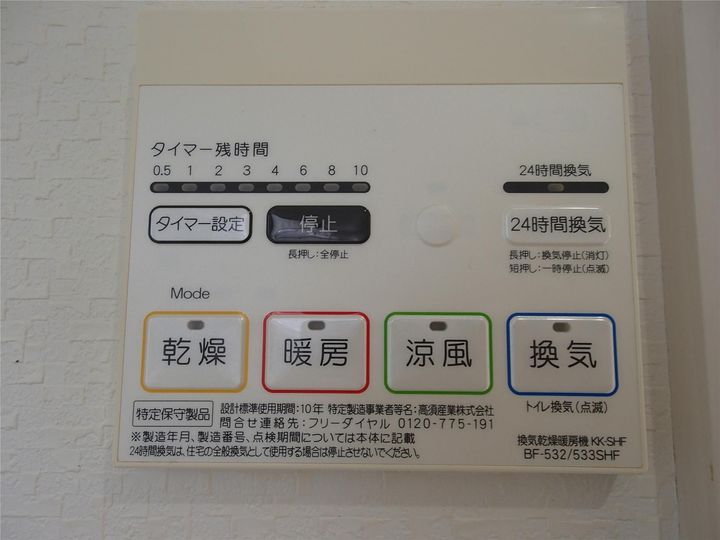 タイマー残時間
0.5 1 2 3 4 6 8 10
24時間換気
タイマー設定
停止
24時間換気
長押し:全停止
長押し:換気停止(消灯)
短押し:一時停止(点滅)
Mode
乾燥
暖房
涼風
換気
トイレ換気(点滅)
特定保守製品
設計標準使用期間:10年 特定製造事業者等名:高須産業株式会社
問合せ連絡先:フリーダイヤル 0120-775-191
※製造年月、製造番号、点検期間については本体に記載
24時間換気は、住宅の全般換気として使用する場合は停止させないでください。
換気乾燥暖房機 KK-SHF
BF-532/533SHF